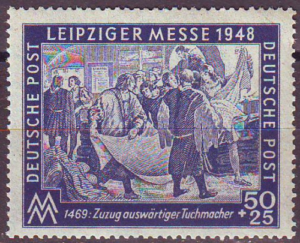 LEIPZIGER MESSE 1948
DEUTSCHE POST
DEUTSCHE POST
MM
50
+ 25
1469: Zuzug auswärtiger Tuchmacher